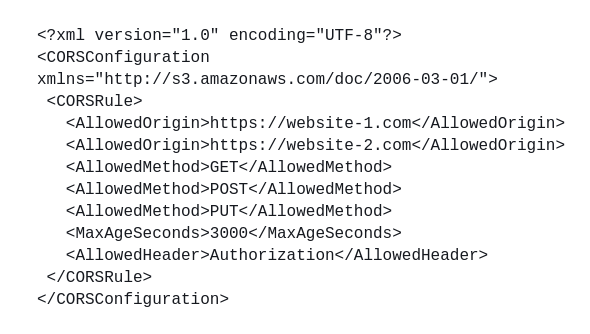 <?xml version="1.0" encoding="UTF-8"?>
<CORSConfiguration
xmlns="http://s3.amazonaws.com/doc/2006-03-01/">
 <CORSRule>
   <AllowedOrigin>https://website-1.com</AllowedOrigin>
   <AllowedOrigin>https://website-2.com</AllowedOrigin>
   <AllowedMethod>GET</AllowedMethod>
   <AllowedMethod>POST</AllowedMethod>
   <AllowedMethod>PUT</AllowedMethod>
   <MaxAgeSeconds>3000</MaxAgeSeconds>
   <AllowedHeader>Authorization</AllowedHeader>
 </CORSRule>
</CORSConfiguration>